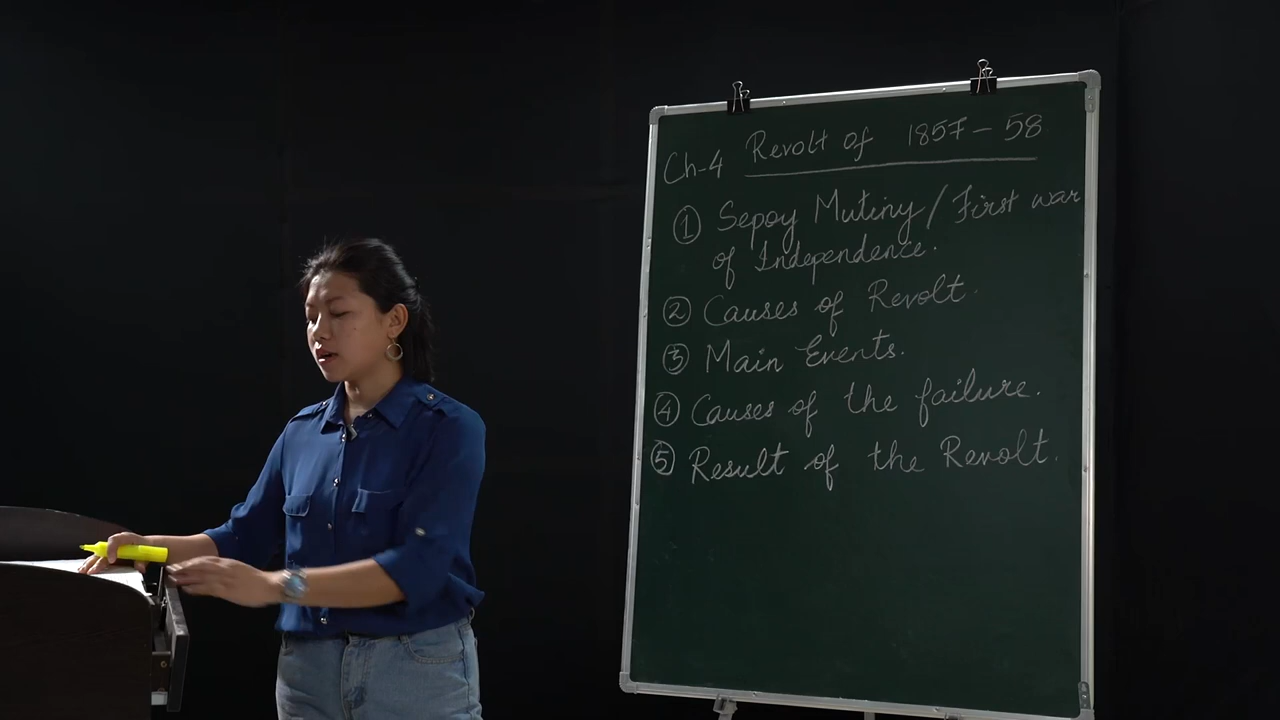 Ch-4 Revolt of 1857-58
① Sepoy Mutiny/First war
of Independence.
② Causes of Revolt.
③ Main Events.
④ Causes of the failure.
⑤ Result of the Revolt.